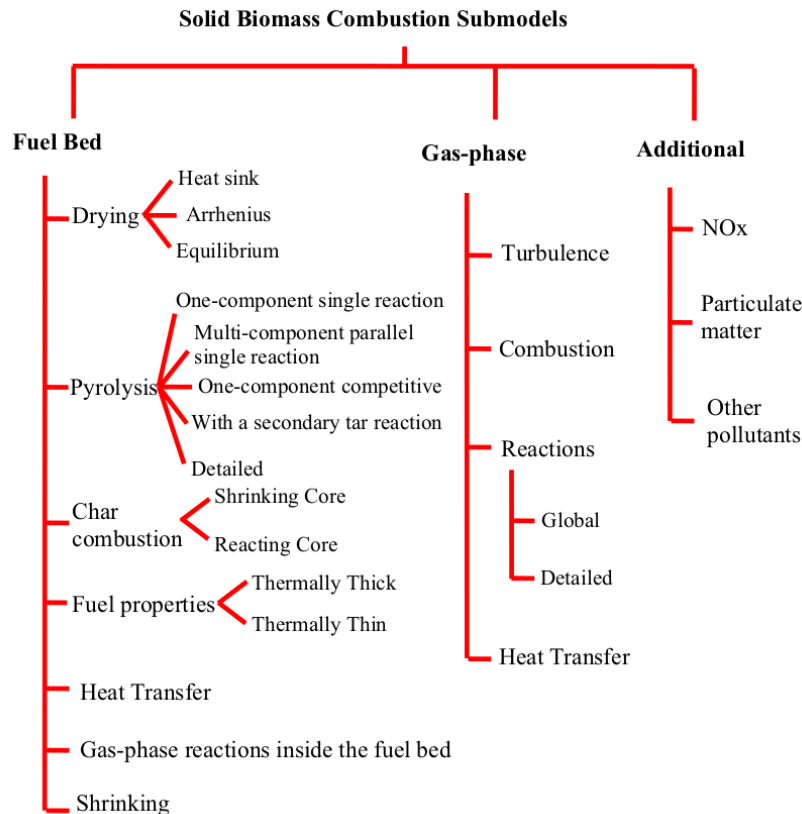 Solid Biomass Combustion Submodels
Fuel Bed
Drying
Heat sink
Arrhenius
Equilibrium
Pyrolysis
One-component single reaction
Multi-component parallel
single reaction
One-component competitive
With a secondary tar reaction
Detailed
Char
combustion
Shrinking Core
Reacting Core
Fuel properties
Thermally Thick
Thermally Thin
Heat Transfer
Gas-phase reactions inside the fuel bed
Shrinking
Gas-phase
Turbulence
Combustion
Reactions
Global
Detailed
Heat Transfer
Additional
NOx
Particulate
matter
Other
pollutants